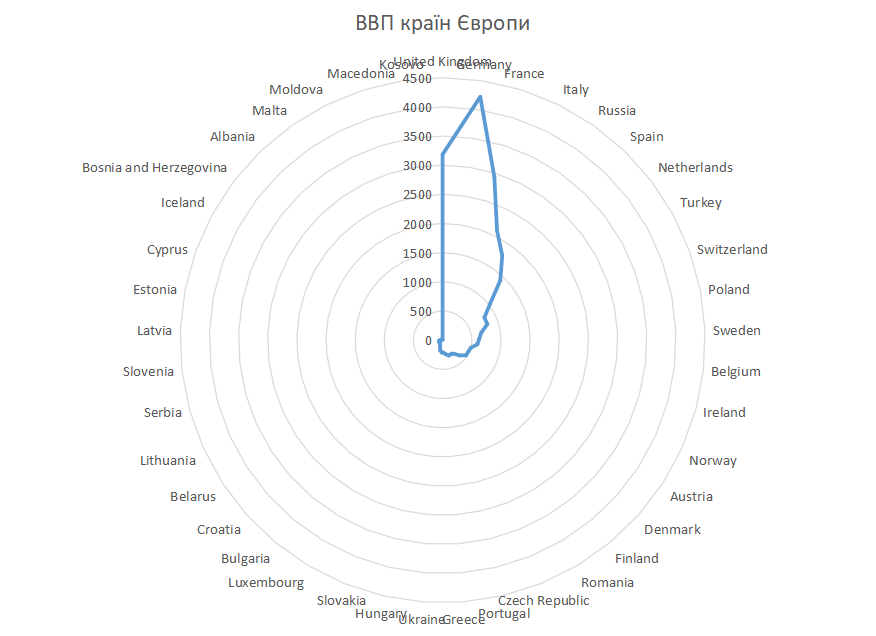 ВВП країн Європи
United Kingdom
Germany
France
Italy
Russia
Spain
Netherlands
Turkey
Switzerland
Poland
Sweden
Belgium
Ireland
Norway
Austria
Denmark
Finland
Romania
Czech Republic
Portugal
Greece
Ukraine
Hungary
Slovakia
Luxembourg
Bulgaria
Croatia
Belarus
Lithuania
Serbia
Slovenia
Latvia
Estonia
Cyprus
Iceland
Bosnia and Herzegovina
Albania
Malta
Moldova
Macedonia
Kosovo
4500
4000
3500
3000
2500
2000
1500
1000
500
0